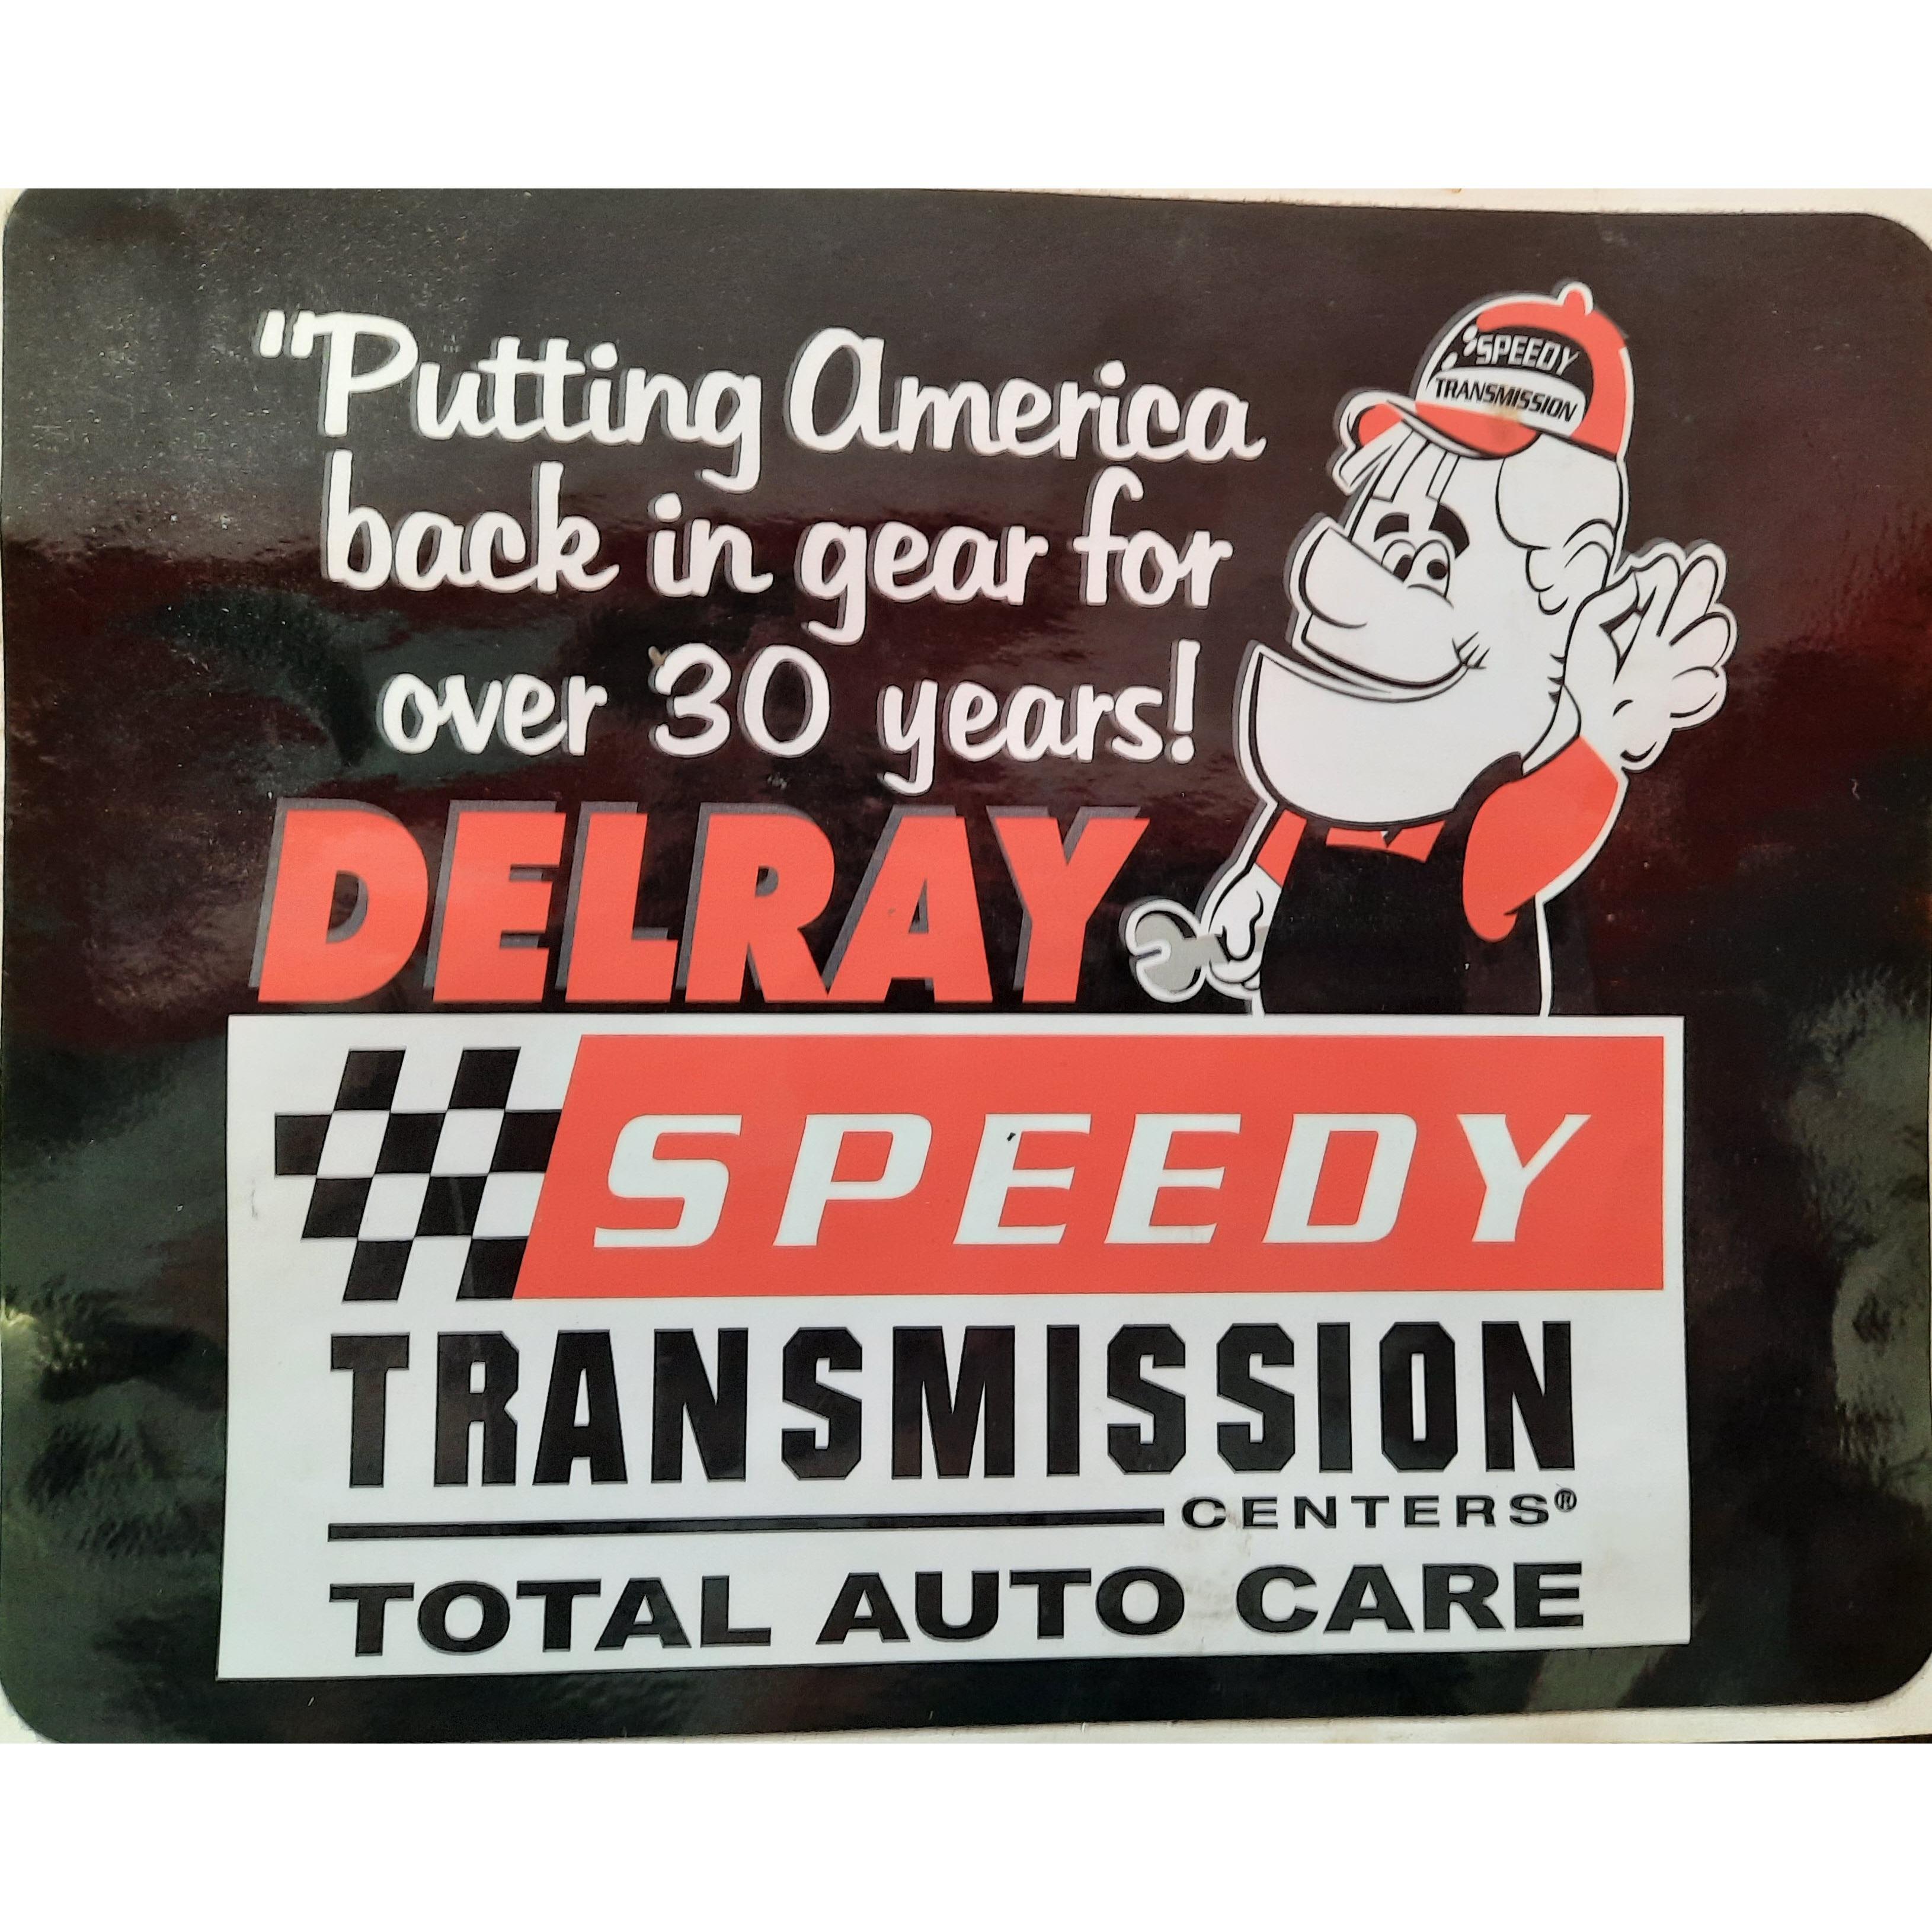 "Putting America
back in gear for
over 30 years!
SPEEDY
TRANSMISSION
DELRAY
SPEEDY
TRANSMISSION
CENTERS®
TOTAL AUTO CARE